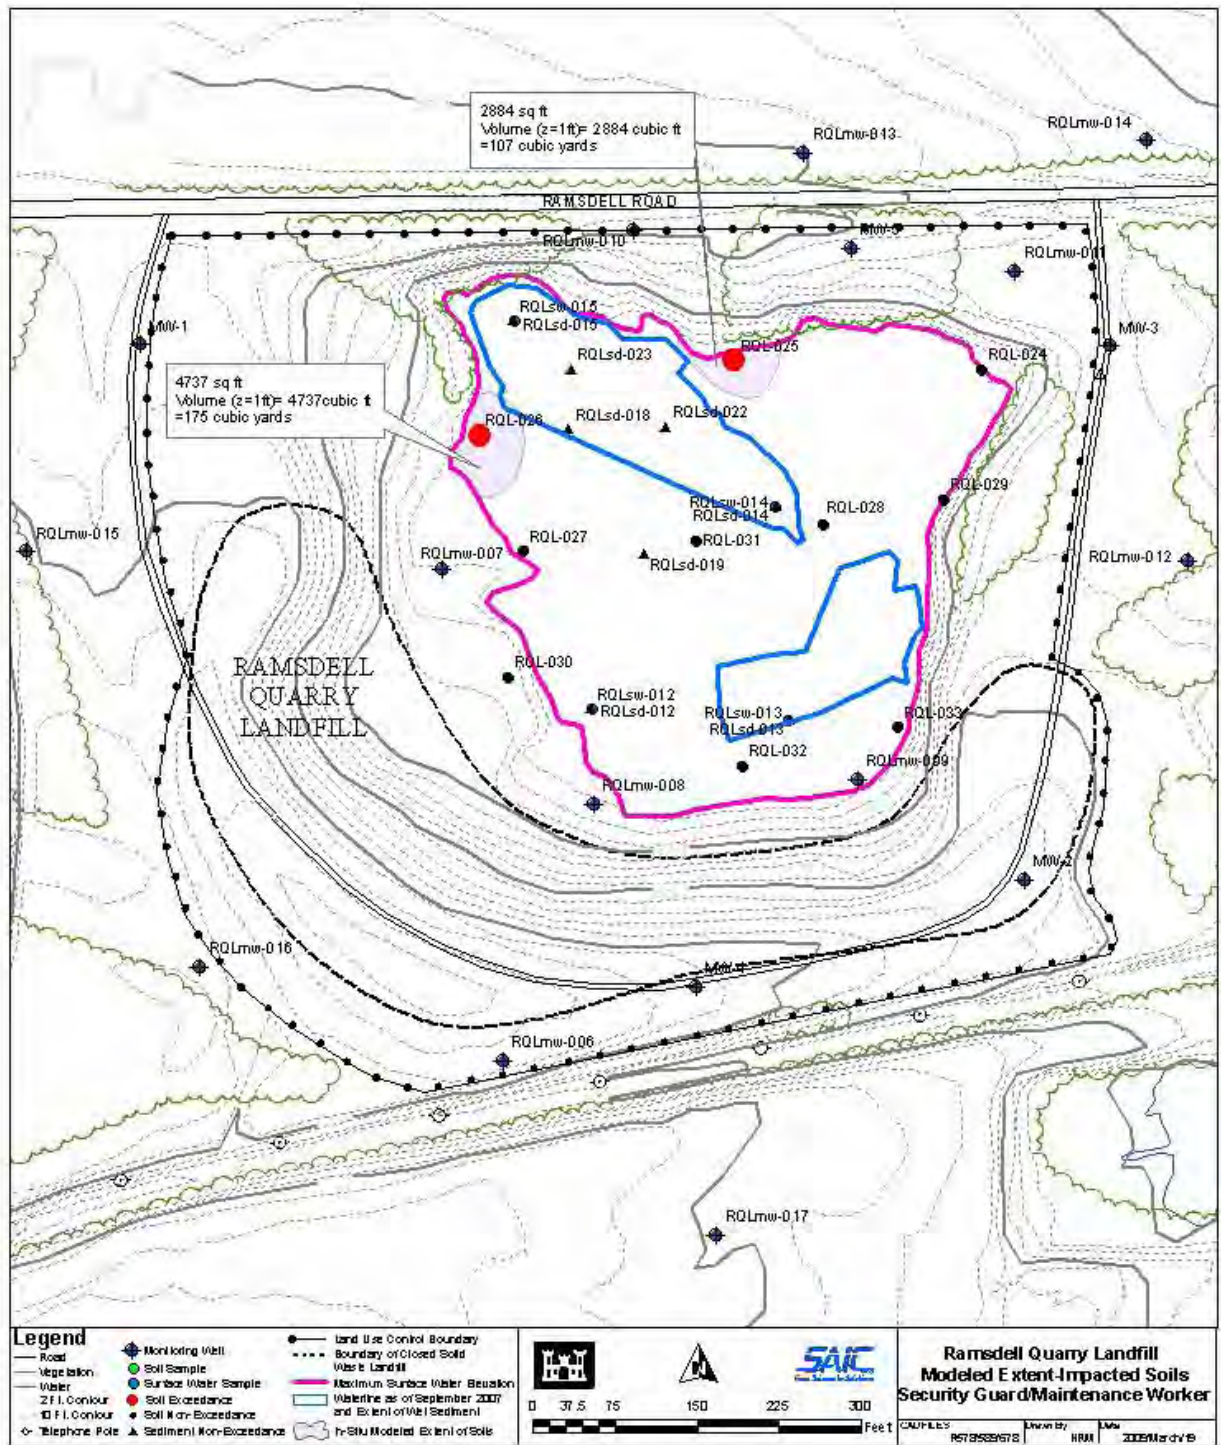 2884 sq ft
Volume (z=1ft)= 2884 cubic ft
=107 cubic yards
RQLmw-013
RQLmw-014
RAMSDELL ROAD
RQLmw-010
MW-5
RQLmw-011
MW-1
RQLsw-015
RQLsd-015
MW-3
RQLsd-023
RQL-025
RQL-024
4737 sq ft
Volume (z=1ft)= 4737cubic ft
=175 cubic yards
RQL-026
RQLsd-018
RQLsd-022
RQL-029
RQLsw-014
RQLsd-014
RQL-028
RQLmw-015
RQL-027
RQL-031
RQLmw-007
RQLsd-019
RQLmw-012
RAMSDELL
QUARRY
LANDFILL
RQL-030
RQLsw-012
RQLsd-012
RQLsw-013
RQLsd-013
RQL-033
RQL-032
RQLmw-009
RQLmw-008
MW-2
RQLmw-016
MW-4
RQLmw-006
RQLmw-017
Legend
Road
Vegetation
Water
2 Ft. Contour
10 Ft. Contour
Telephone Pole
Monitoring Well
Soil Sample
Surface Water Sample
Soil Exceedance
Soil Non-Exceedance
Sediment Non-Exceedance
Land Use Control Boundary
Boundary of Closed Solid
Waste Landfill
Maximum Surface Water Elevation
Waterline as of September 2007
and Extent of Wet Sediment
In-Situ Modeled Extent of Soils
N
SAIC
0 37.5 75 150 225 300
Feet
Ramsdell Quarry Landfill
Modeled Extent-Impacted Soils
Security Guard/Maintenance Worker
CAD FILES
Drawn By
HRM
Date
2009/March/19